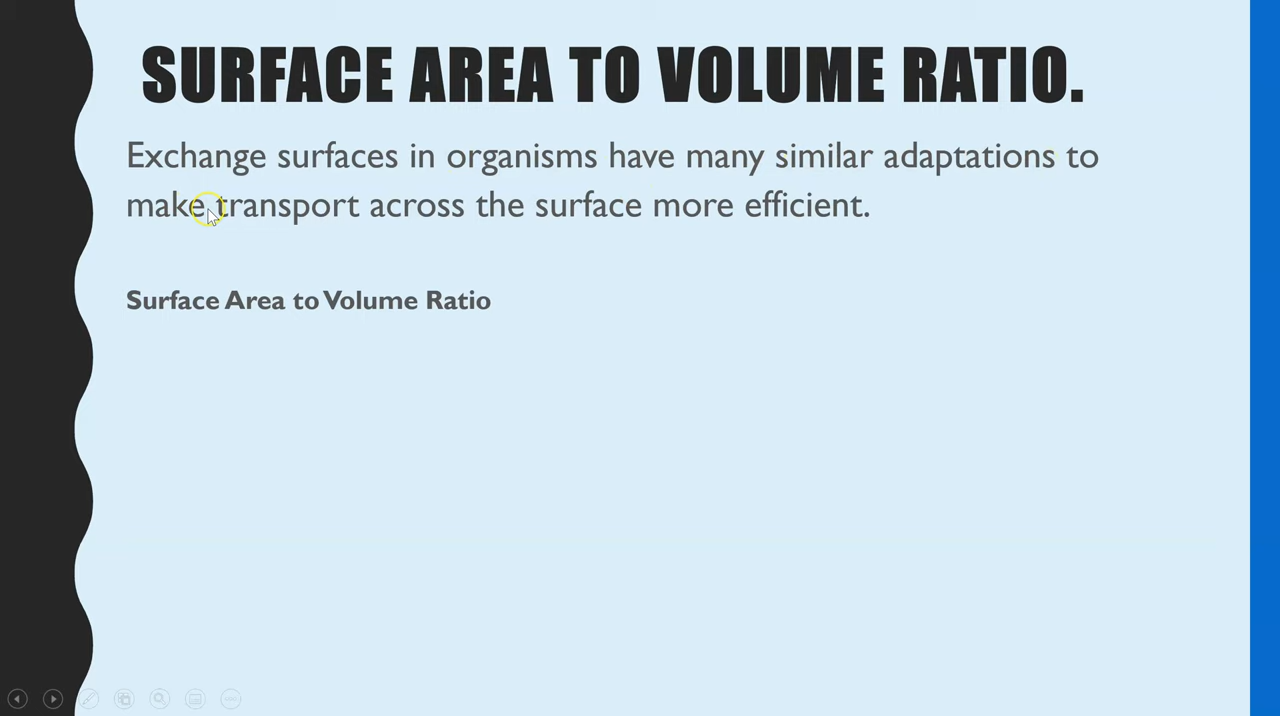 SURFACE AREA TO VOLUME RATIO.
Exchange surfaces in organisms have many similar adaptations to
make transport across the surface more efficient.
Surface Area to Volume Ratio